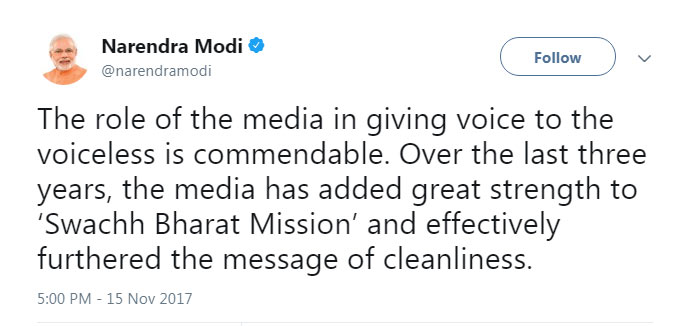 Narendra Modi
@narendramodi
Follow
The role of the media in giving voice to the
voiceless is commendable. Over the last three
years, the media has added great strength to
‘Swachh Bharat Mission’ and effectively
furthered the message of cleanliness.
5:00 PM - 15 Nov 2017